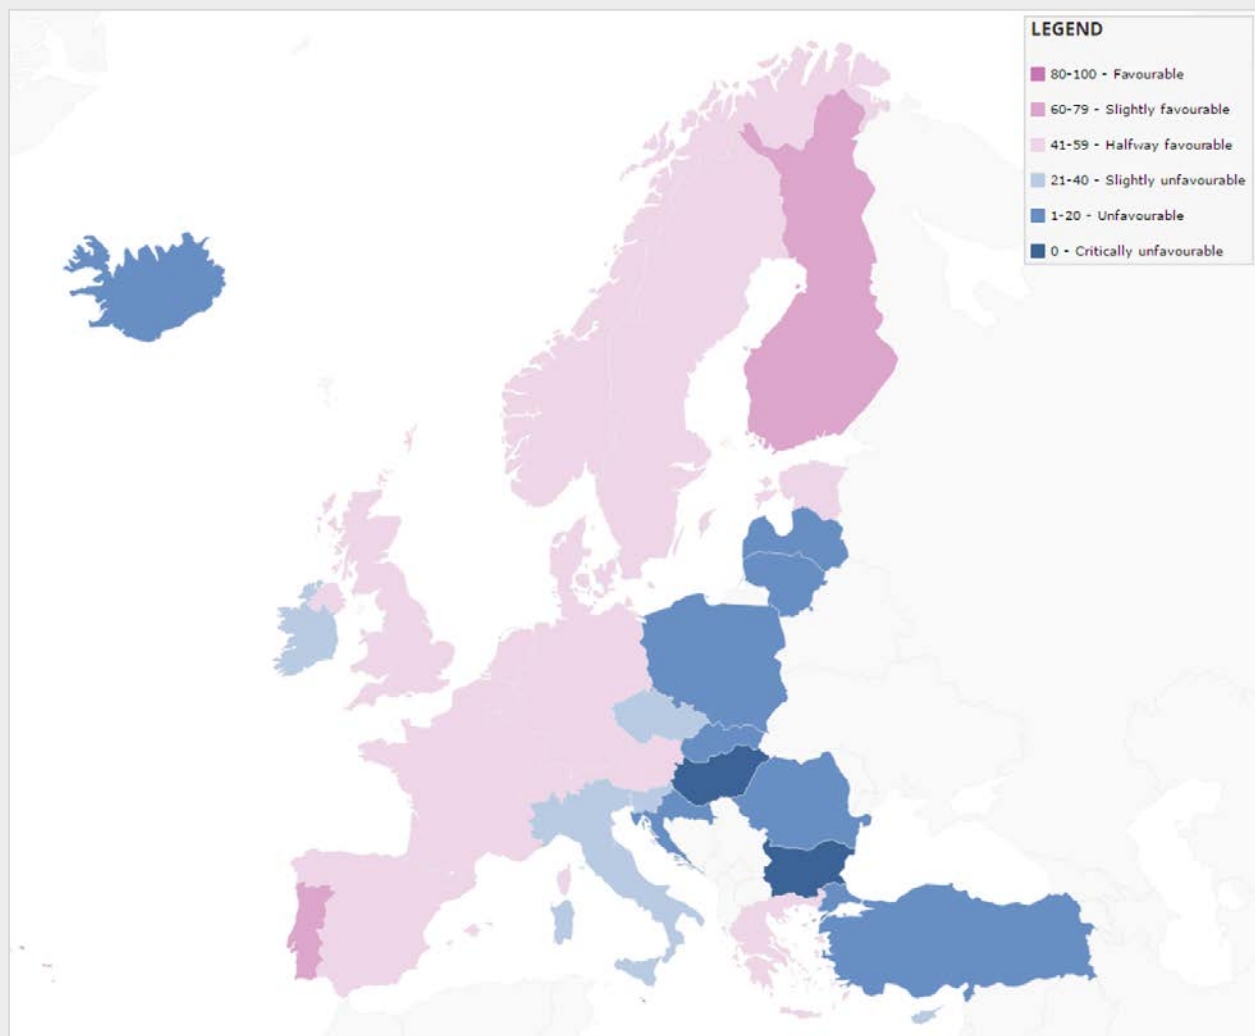 LEGEND
80-100 - Favourable
60-79 - Slightly favourable
41-59 - Halfway favourable
21-40 - Slightly unfavourable
1-20 - Unfavourable
0 - Critically unfavourable